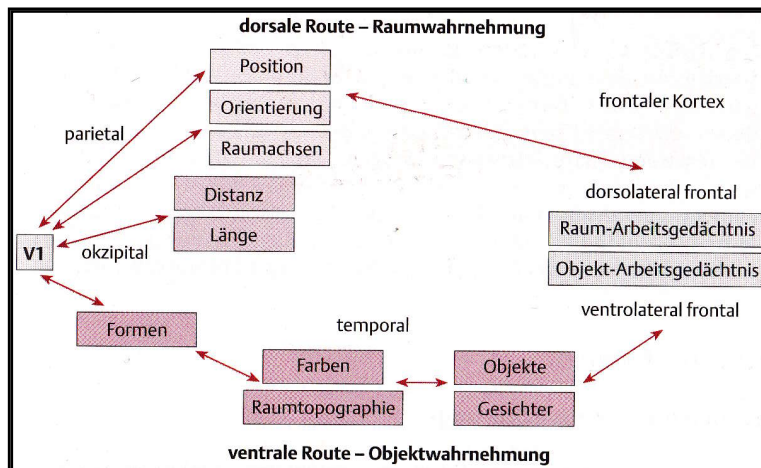 dorsale Route – Raumwahrnehmung
Position
Orientierung
frontaler Kortex
parietal
Raumachsen
dorsolateral frontal
Distanz
Raum-Arbeitsgedächtnis
Länge
V1
okzipital
Objekt-Arbeitsgedächtnis
ventrolateral frontal
Formen
temporal
Farben
Objekte
Raumtopographie
Gesichter
ventrale Route – Objektwahrnehmung